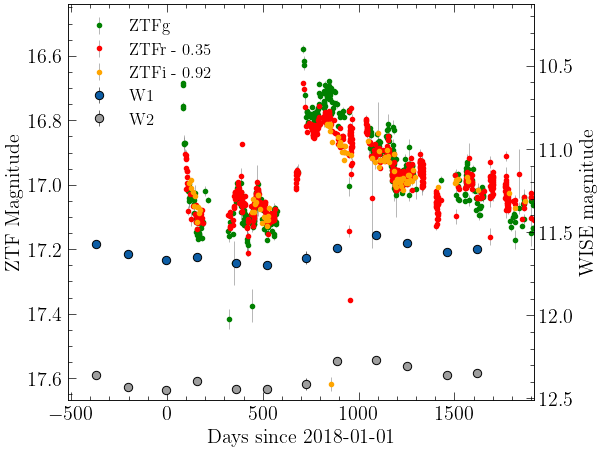 ZTFg
ZTFr - 0.35
ZTFi - 0.92
W1
W2
16.6
16.8
17.0
17.2
17.4
17.6
ZTF Magnitude
10.5
11.0
11.5
12.0
12.5
WISE magnitude
−500
0
500
1000
1500
Days since 2018-01-01